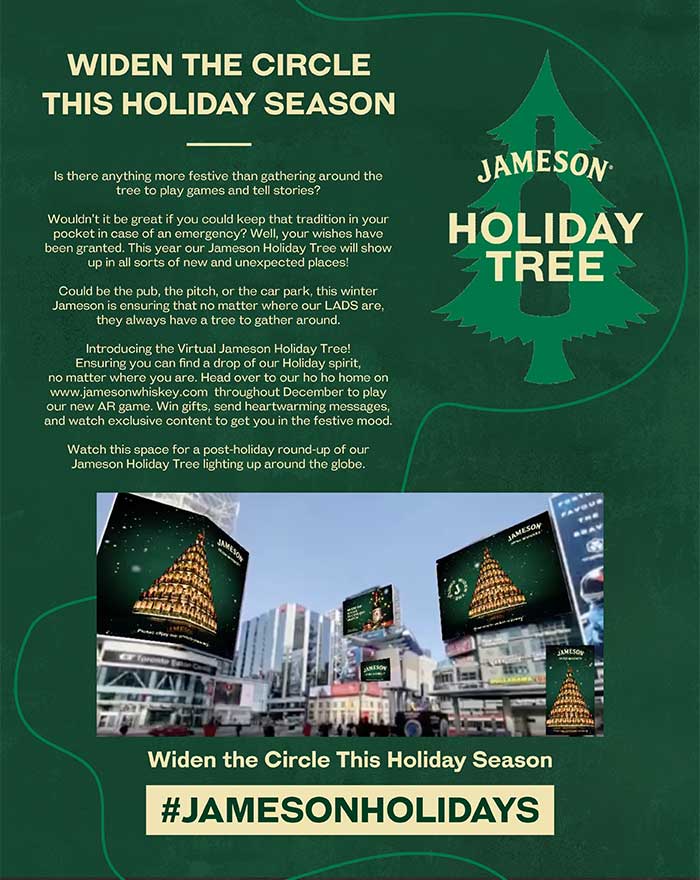 WIDEN THE CIRCLE
THIS HOLIDAY SEASON
Is there anything more festive than gathering around the
tree to play games and tell stories?
Wouldn't it be great if you could keep that tradition in your
pocket in case of an emergency? Well, your wishes have
been granted. This year our Jameson Holiday Tree will show
up in all sorts of new and unexpected places!
Could be the pub, the pitch, or the car park, this winter
Jameson is ensuring that no matter where our LADS are,
they always have a tree to gather around.
Introducing the Virtual Jameson Holiday Tree!
Ensuring you can find a drop of our Holiday spirit,
no matter where you are. Head over to our ho ho home on
www.jamesonwhiskey.com throughout December to play
our new AR game. Win gifts, send heartwarming messages,
and watch exclusive content to get you in the festive mood.
Watch this space for a post-holiday round-up of our
Jameson Holiday Tree lighting up around the globe.
JAMESON®
HOLIDAY
TREE
JAMESON
JAMESON
JAMESON
JAMESON
Toronto Eaton
DOLLARAMA
Widen the Circle This Holiday Season
#JAMESONHOLIDAYS